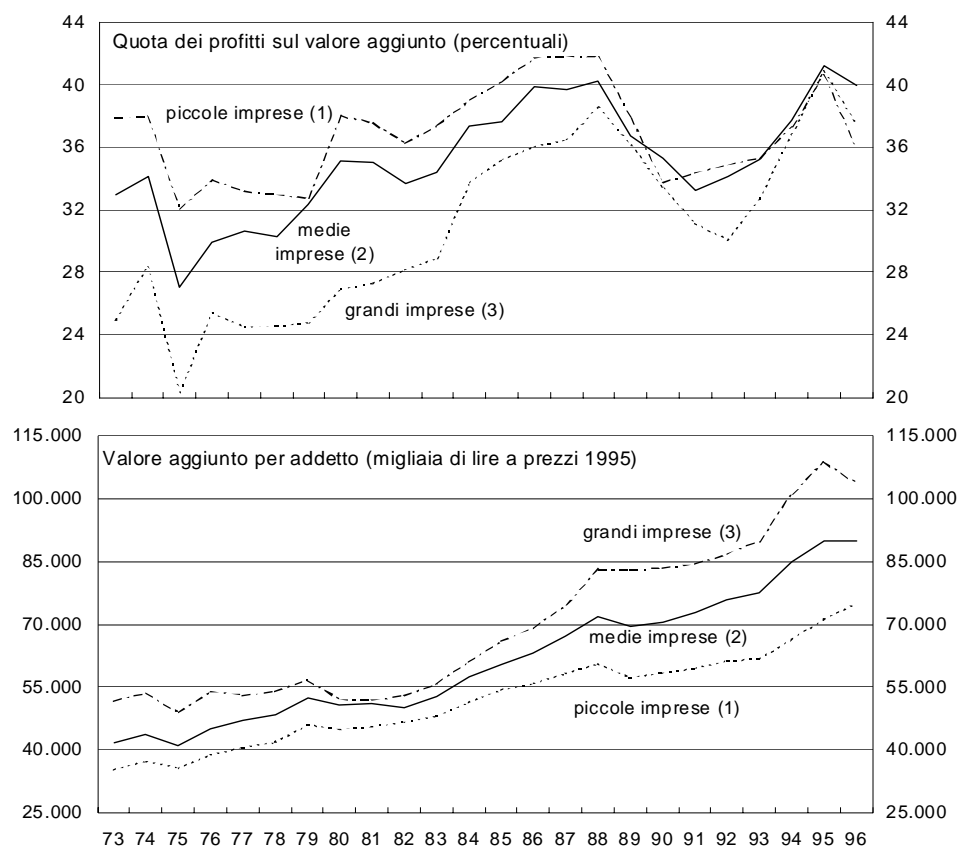 44 44
Quota dei profitti sul valore aggiunto (percentuali)
40 40
piccole imprese (1)
36 36
32 32
medie
imprese (2)
28 28
grandi imprese (3)
24 24
20 20
115.000 115.000
Valore aggiunto per addetto (migliaia di lire a prezzi 1995)
100.000 100.000
grandi imprese (3)
85.000 85.000
70.000 70.000
medie imprese (2)
55.000 55.000
piccole imprese (1)
40.000 40.000
25.000 25.000
73 74 75 76 77 78 79 80 81 82 83 84 85 86 87 88 89 90 91 92 93 94 95 96